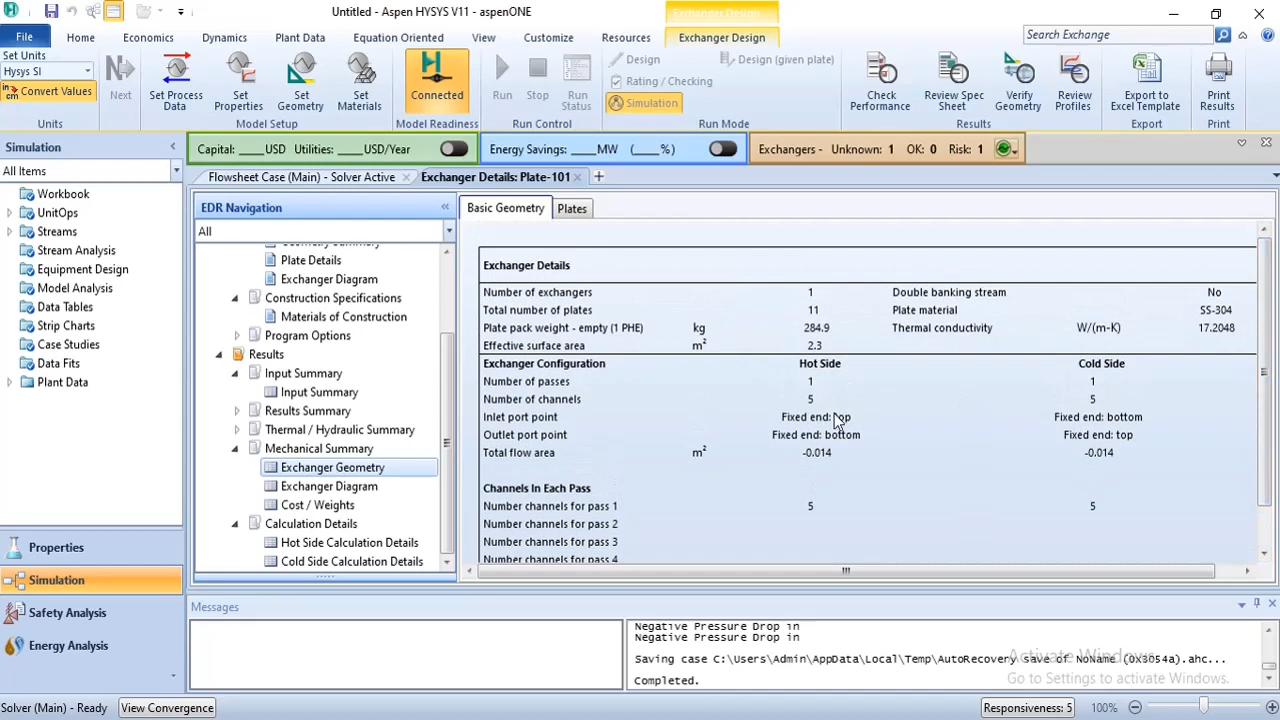 Untitled - Aspen HYSYS V11 - aspenONE
Exchanger Design
File Home Economics Dynamics Plant Data Equation Oriented View Customize Resources Exchanger Design
Search Exchange
Set Units
Hysys SI
Convert Values
Units
Next
Set Process Data
Set Properties
Set Geometry
Set Materials
Model Setup
Connected
Model Readiness
Run
Stop
Run Status
Run Control
Design
Design (given plate)
Rating / Checking
Simulation
Run Mode
Check Performance
Review Spec Sheet
Verify Geometry
Review Profiles
Results
Export to Excel Template
Export
Print Results
Print
Capital: ____USD Utilities: ____USD/Year
Energy Savings: ____MW (____%)
Exchangers - Unknown: 1 OK: 0 Risk: 1
Simulation
All Items
Workbook
UnitOps
Streams
Stream Analysis
Equipment Design
Model Analysis
Data Tables
Strip Charts
Case Studies
Plant Data
Properties
Simulation
Safety Analysis
Energy Analysis
Flowsheet Case (Main) - Solver Active
Exchanger Details: Plate-101
EDR Navigation
All
Geometry Summary
Plate Details
Exchanger Diagram
Construction Specifications
Materials of Construction
Program Options
Results
Input Summary
Input Summary
Results Summary
Thermal / Hydraulic Summary
Mechanical Summary
Exchanger Geometry
Exchanger Diagram
Cost / Weights
Calculation Details
Hot Side Calculation Details
Cold Side Calculation Details
Basic Geometry Plates
Exchanger Details
Number of exchangers 1 Double banking stream No
Total number of plates 11 Plate material SS-304
Plate pack weight - empty (1 PHE) kg 284.9 Thermal conductivity W/(m-K) 17.2048
Effective surface area m² 2.3
Exchanger Configuration Hot Side Cold Side
Number of passes 1 1
Number of channels 5 5
Inlet port point Fixed end: top Fixed end: bottom
Outlet port point Fixed end: bottom Fixed end: top
Total flow area m² -0.014 -0.014
Channels In Each Pass
Number channels for pass 1 5 5
Number channels for pass 2
Number channels for pass 3
Number channels for pass 4
Messages
Negative Pressure Drop in
Negative Pressure Drop in
Saving case C:\Users\Admin\AppData\Local\Temp\AutoRecovery save of NoName (0x8054a).ahc...
Completed.
Activate Windows
Go to Settings to activate Windows.
Solver (Main) - Ready
View Convergence
Responsiveness: 5
100%